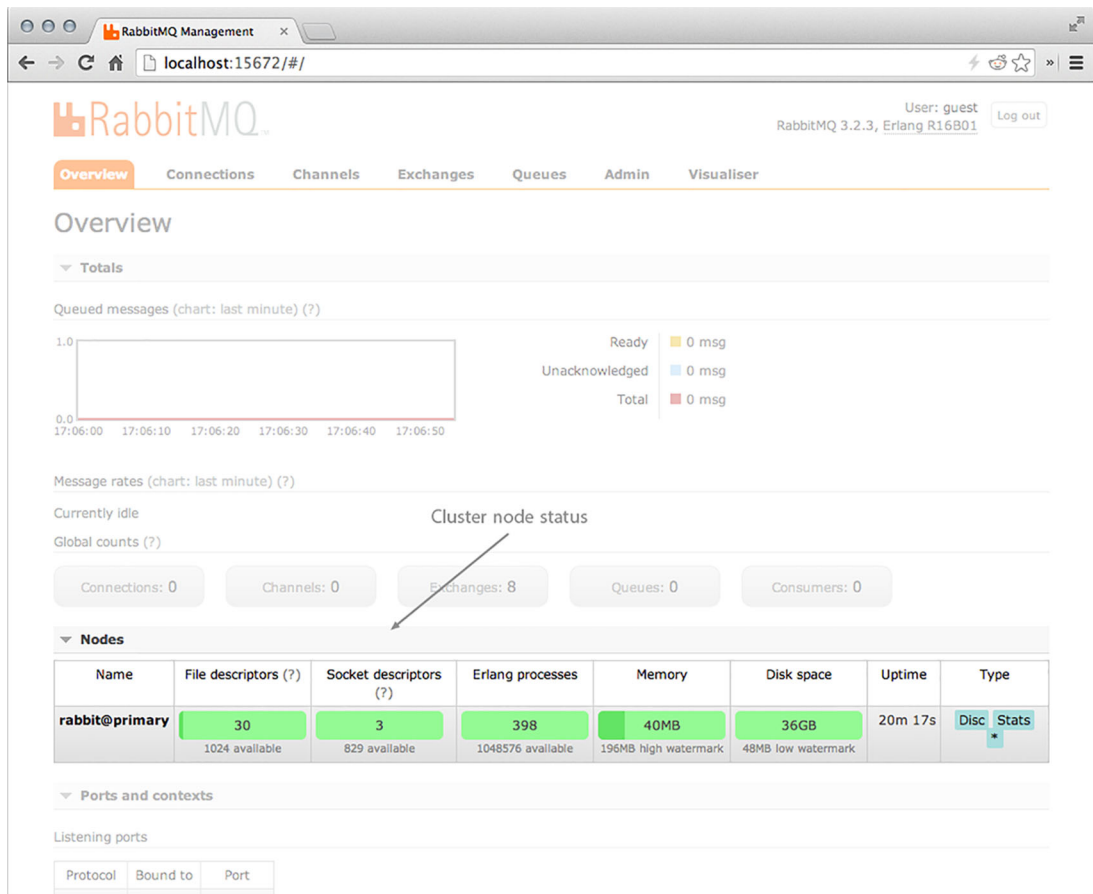 RabbitMQ Management ×
localhost:15672/#/
»
RabbitMQ
User: guest
RabbitMQ 3.2.3, Erlang R16B01
Log out
Overview Connections Channels Exchanges Queues Admin Visualiser
Overview
Totals
Queued messages (chart: last minute) (?)
1.0
0.0
17:06:00 17:06:10 17:06:20 17:06:30 17:06:40 17:06:50
Ready 0 msg
Unacknowledged 0 msg
Total 0 msg
Message rates (chart: last minute) (?)
Currently idle
Cluster node status
Global counts (?)
Connections: 0 Channels: 0 Exchanges: 8 Queues: 0 Consumers: 0
Nodes
Name File descriptors (?) Socket descriptors (?) Erlang processes Memory Disk space Uptime Type
rabbit@primary 30 3 398 40MB 36GB 20m 17s Disc Stats *
1024 available 829 available 1048576 available 196MB high watermark 48MB low watermark
Ports and contexts
Listening ports
Protocol Bound to Port